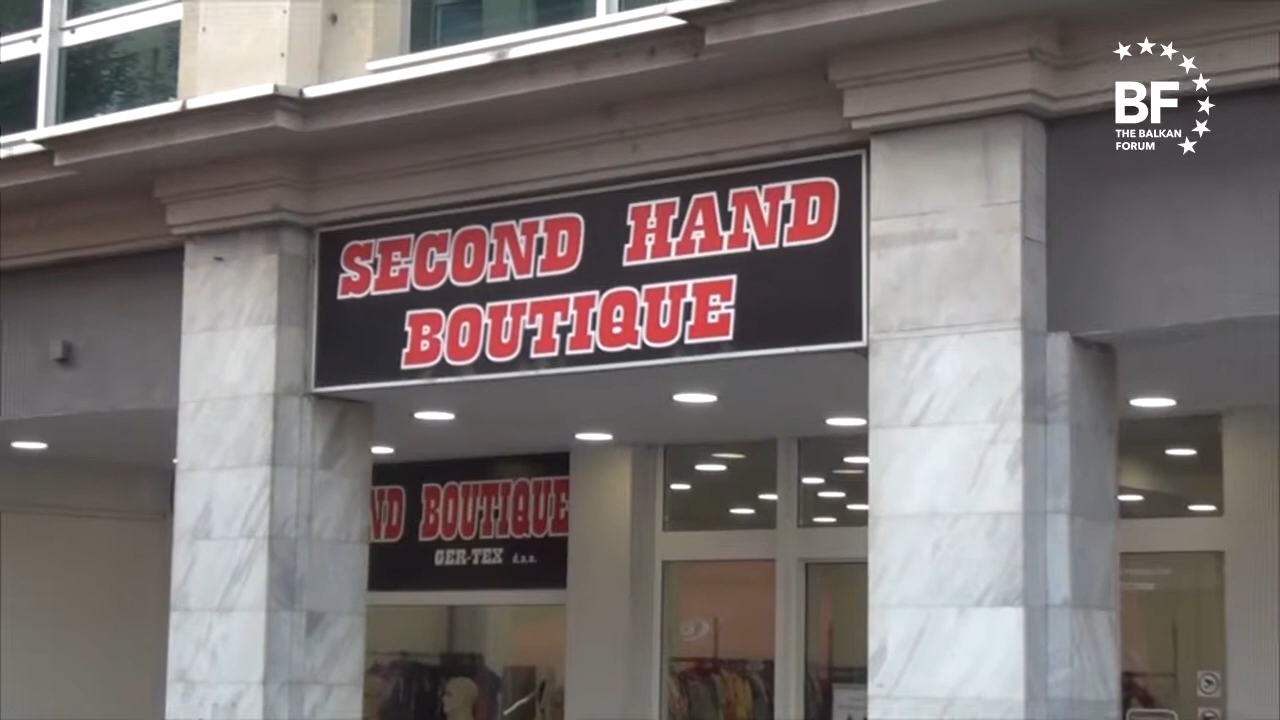 BF
THE BALKAN
FORUM
SECOND HAND
BOUTIQUE
ND BOUTIQUE
GER-TEX d.o.o.